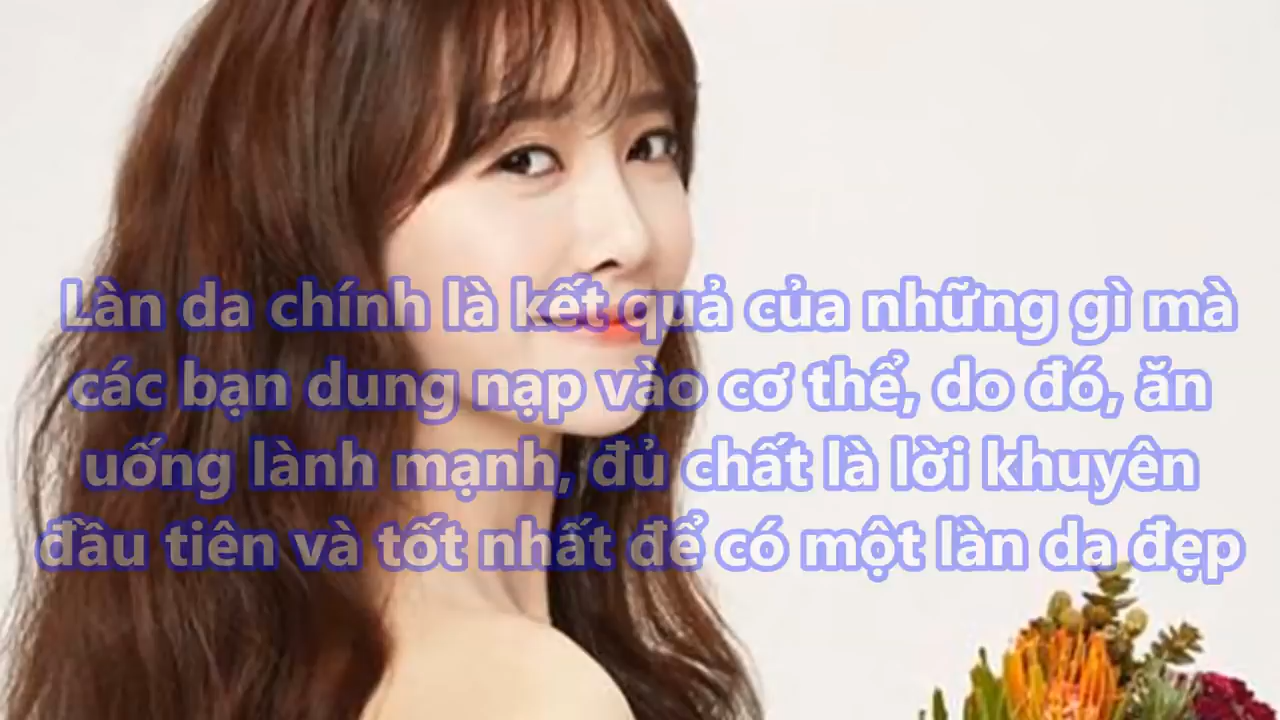 Làn da chính là kết quả của những gì mà
các bạn dung nạp vào cơ thể, do đó, ăn
uống lành mạnh, đủ chất là lời khuyên
đầu tiên và tốt nhất để có một làn da đẹp